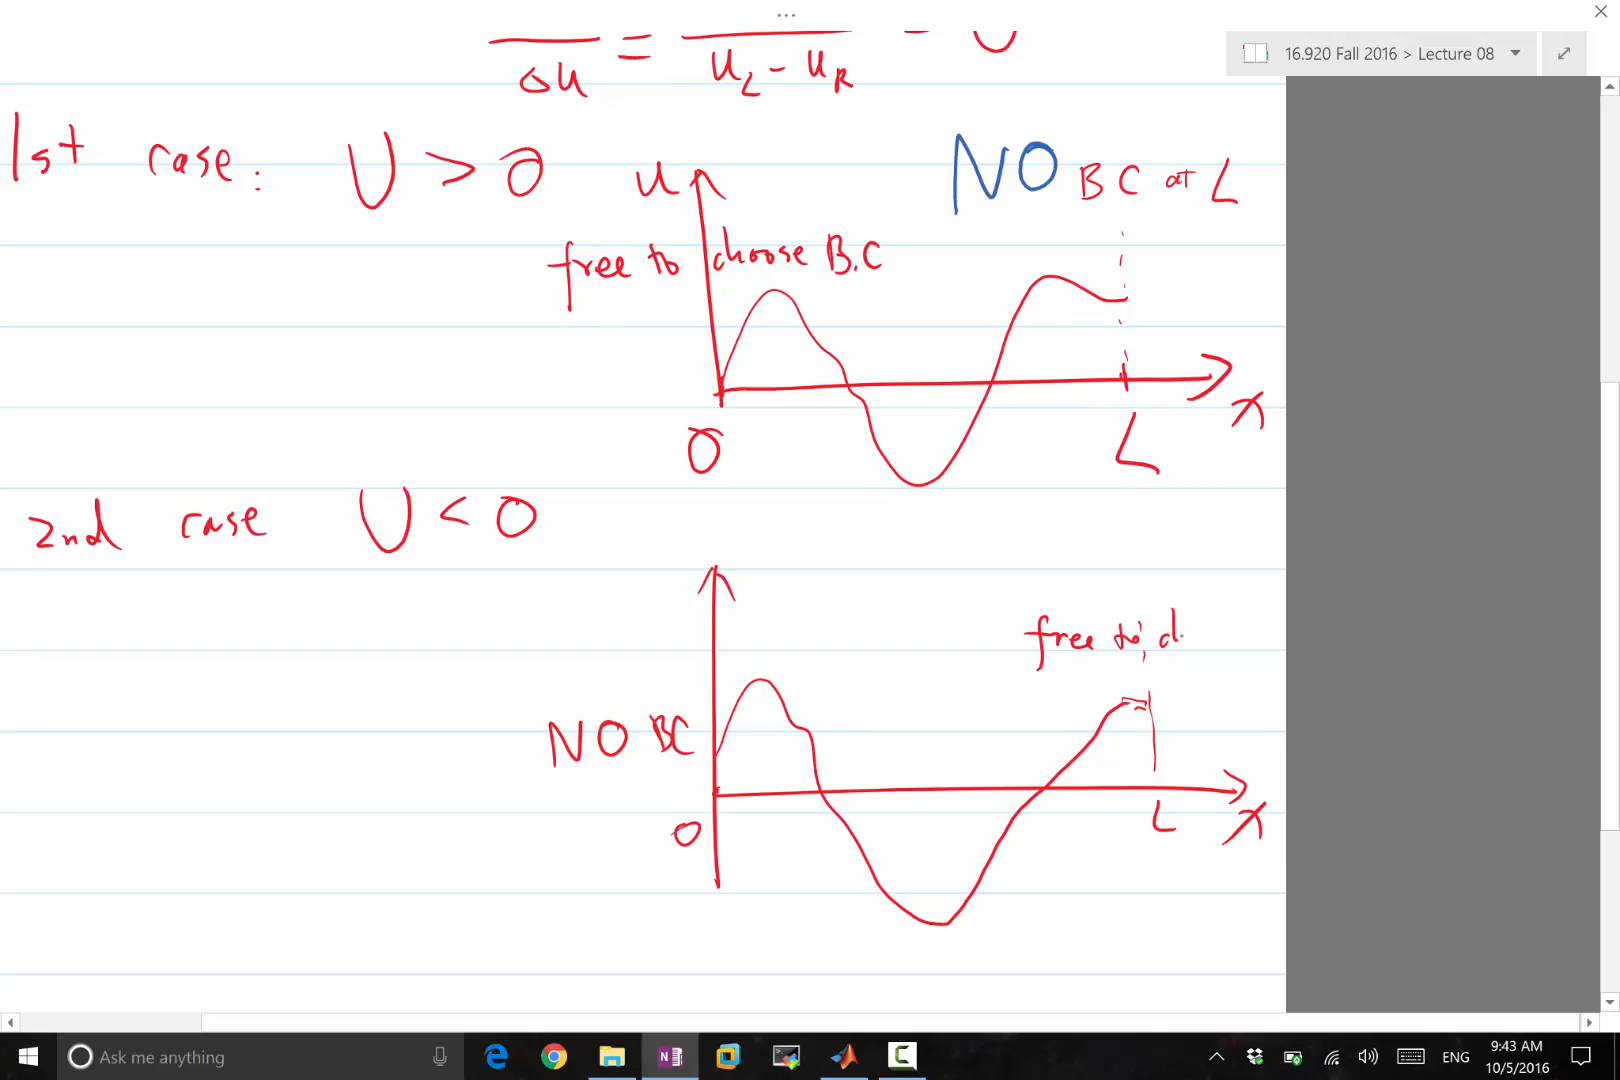 ...
16.920 Fall 2016 > Lecture 08
Δu = u_L - u_R
1st case: U > 0
u
NO BC at L
free to choose B.C
x
0
L
2nd case U < 0
free to d
NO BC
0
L
x
Ask me anything
ENG
9:43 AM
10/5/2016